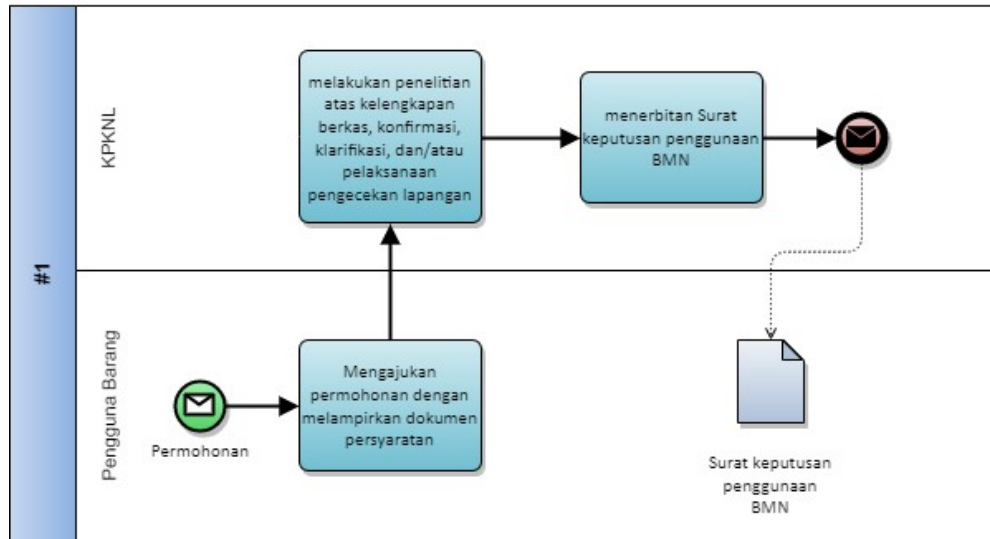 #1
KPKNL
melakukan penelitian
atas kelengkapan
berkas, konfirmasi,
klarifikasi, dan/atau
pelaksanaan
pengecekan lapangan
menerbitan Surat
keputusan penggunaan
BMN
Pengguna Barang
Permohonan
Mengajukan
permohonan dengan
melampirkan dokumen
persyaratan
Surat keputusan
penggunaan
BMN